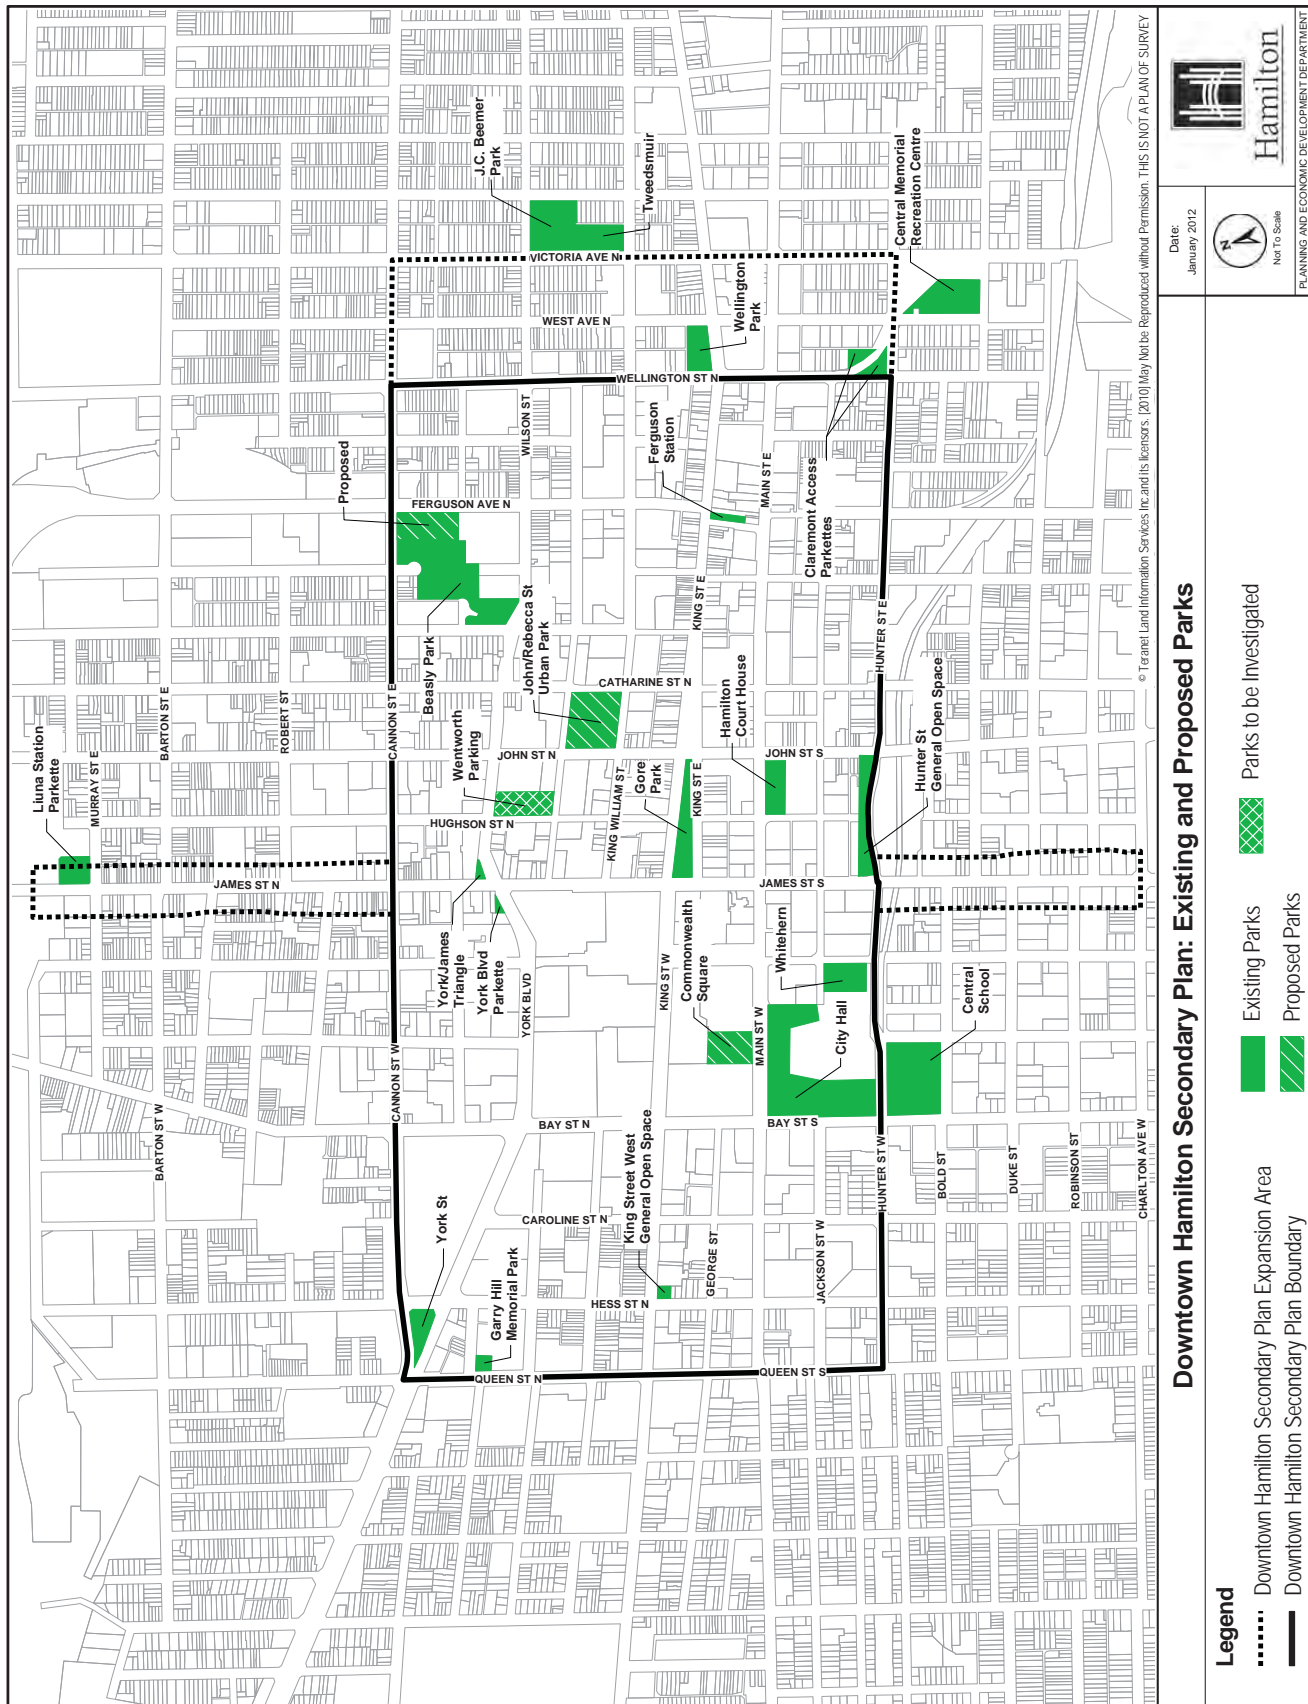 Liuna Station
Parkette
MURRAY ST E
BARTON ST E
ROBERT ST
JAMES ST N
BARTON ST W
CANNON ST E
CANNON ST W
Proposed
FERGUSON AVE N
Beasly Park
J.C. Beemer
Park
Tweedsmuir
VICTORIA AVE N
WEST AVE N
WILSON ST
WELLINGTON ST N
Wellington
Park
Ferguson
Station
MAIN ST E
Claremont Access
Parkettes
Central Memorial
Recreation Centre
KING ST E
John/Rebecca St
Urban Park
CATHARINE ST N
Wentworth
Parking
JOHN ST N
HUGHSON ST N
KING WILLIAM ST
Gore
Park
KING ST E
Hamilton
Court House
JOHN ST S
HUNTER ST E
Hunter St
General Open Space
JAMES ST S
York/James
Triangle
York Blvd
Parkette
YORK BLVD
KING ST W
Commonwealth
Square
Whitehern
MAIN ST W
City Hall
Central
School
BAY ST N
BAY ST S
York St
CAROLINE ST N
King Street West
General Open Space
Garry Hill
Memorial Park
HESS ST N
GEORGE ST
JACKSON ST W
HUNTER ST W
QUEEN ST N
QUEEN ST S
BOLD ST
DUKE ST
ROBINSON ST
CHARLTON AVE W
© Teranet Land Information Services Inc. and its licensors. [2010] May Not be Reproduced without Permission. THIS IS NOT A PLAN OF SURVEY
Downtown Hamilton Secondary Plan: Existing and Proposed Parks
Legend
Downtown Hamilton Secondary Plan Expansion Area
Downtown Hamilton Secondary Plan Boundary
Existing Parks
Proposed Parks
Parks to be Investigated
Date:
January 2012
N
Not To Scale
Hamilton
PLANNING AND ECONOMIC DEVELOPMENT DEPARTMENT